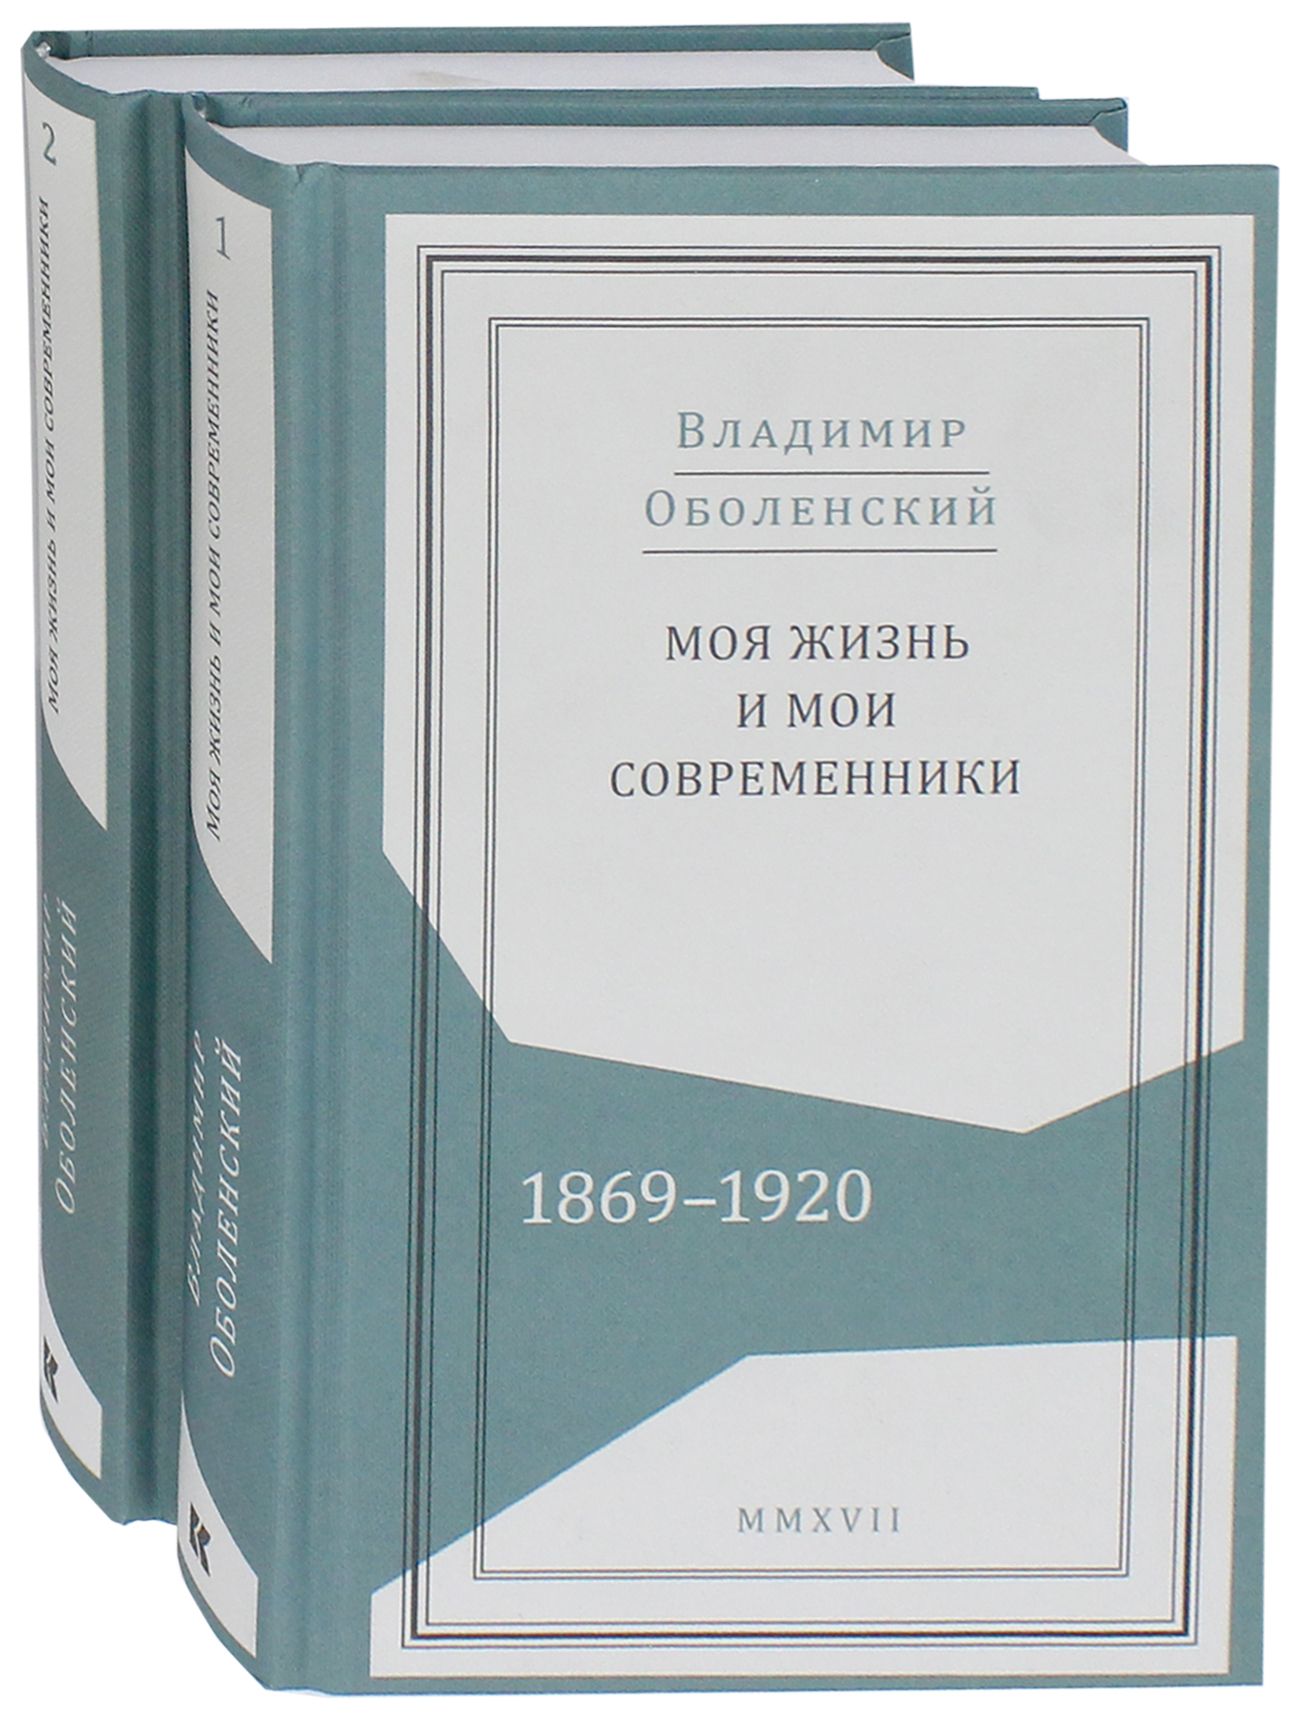 2
Моя жизнь и мои современники
Владимир
Оболенский
1
Моя жизнь и мои современники
Владимир
Оболенский
Владимир
Оболенский
МОЯ ЖИЗНЬ
И МОИ
СОВРЕМЕННИКИ
1869–1920
MMXVII